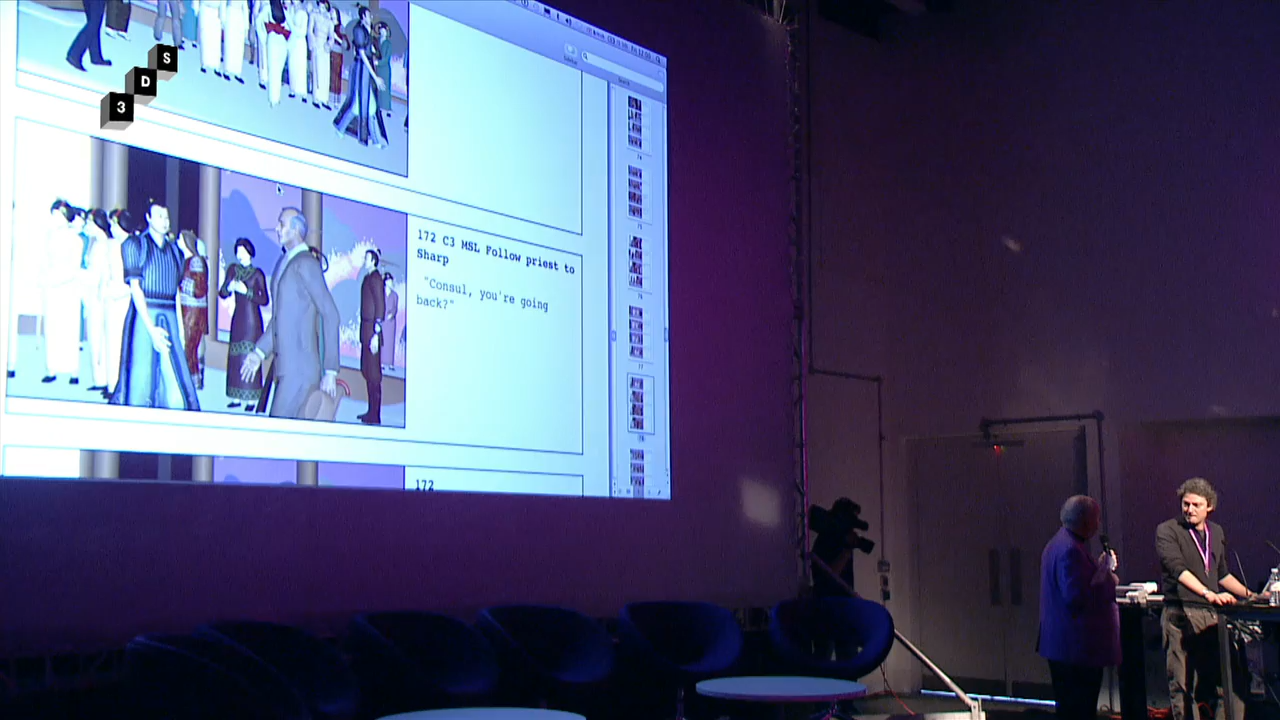 S
D
3
172 C3 MSL Follow priest to
Sharp
"Consul, you're going
back?"
172